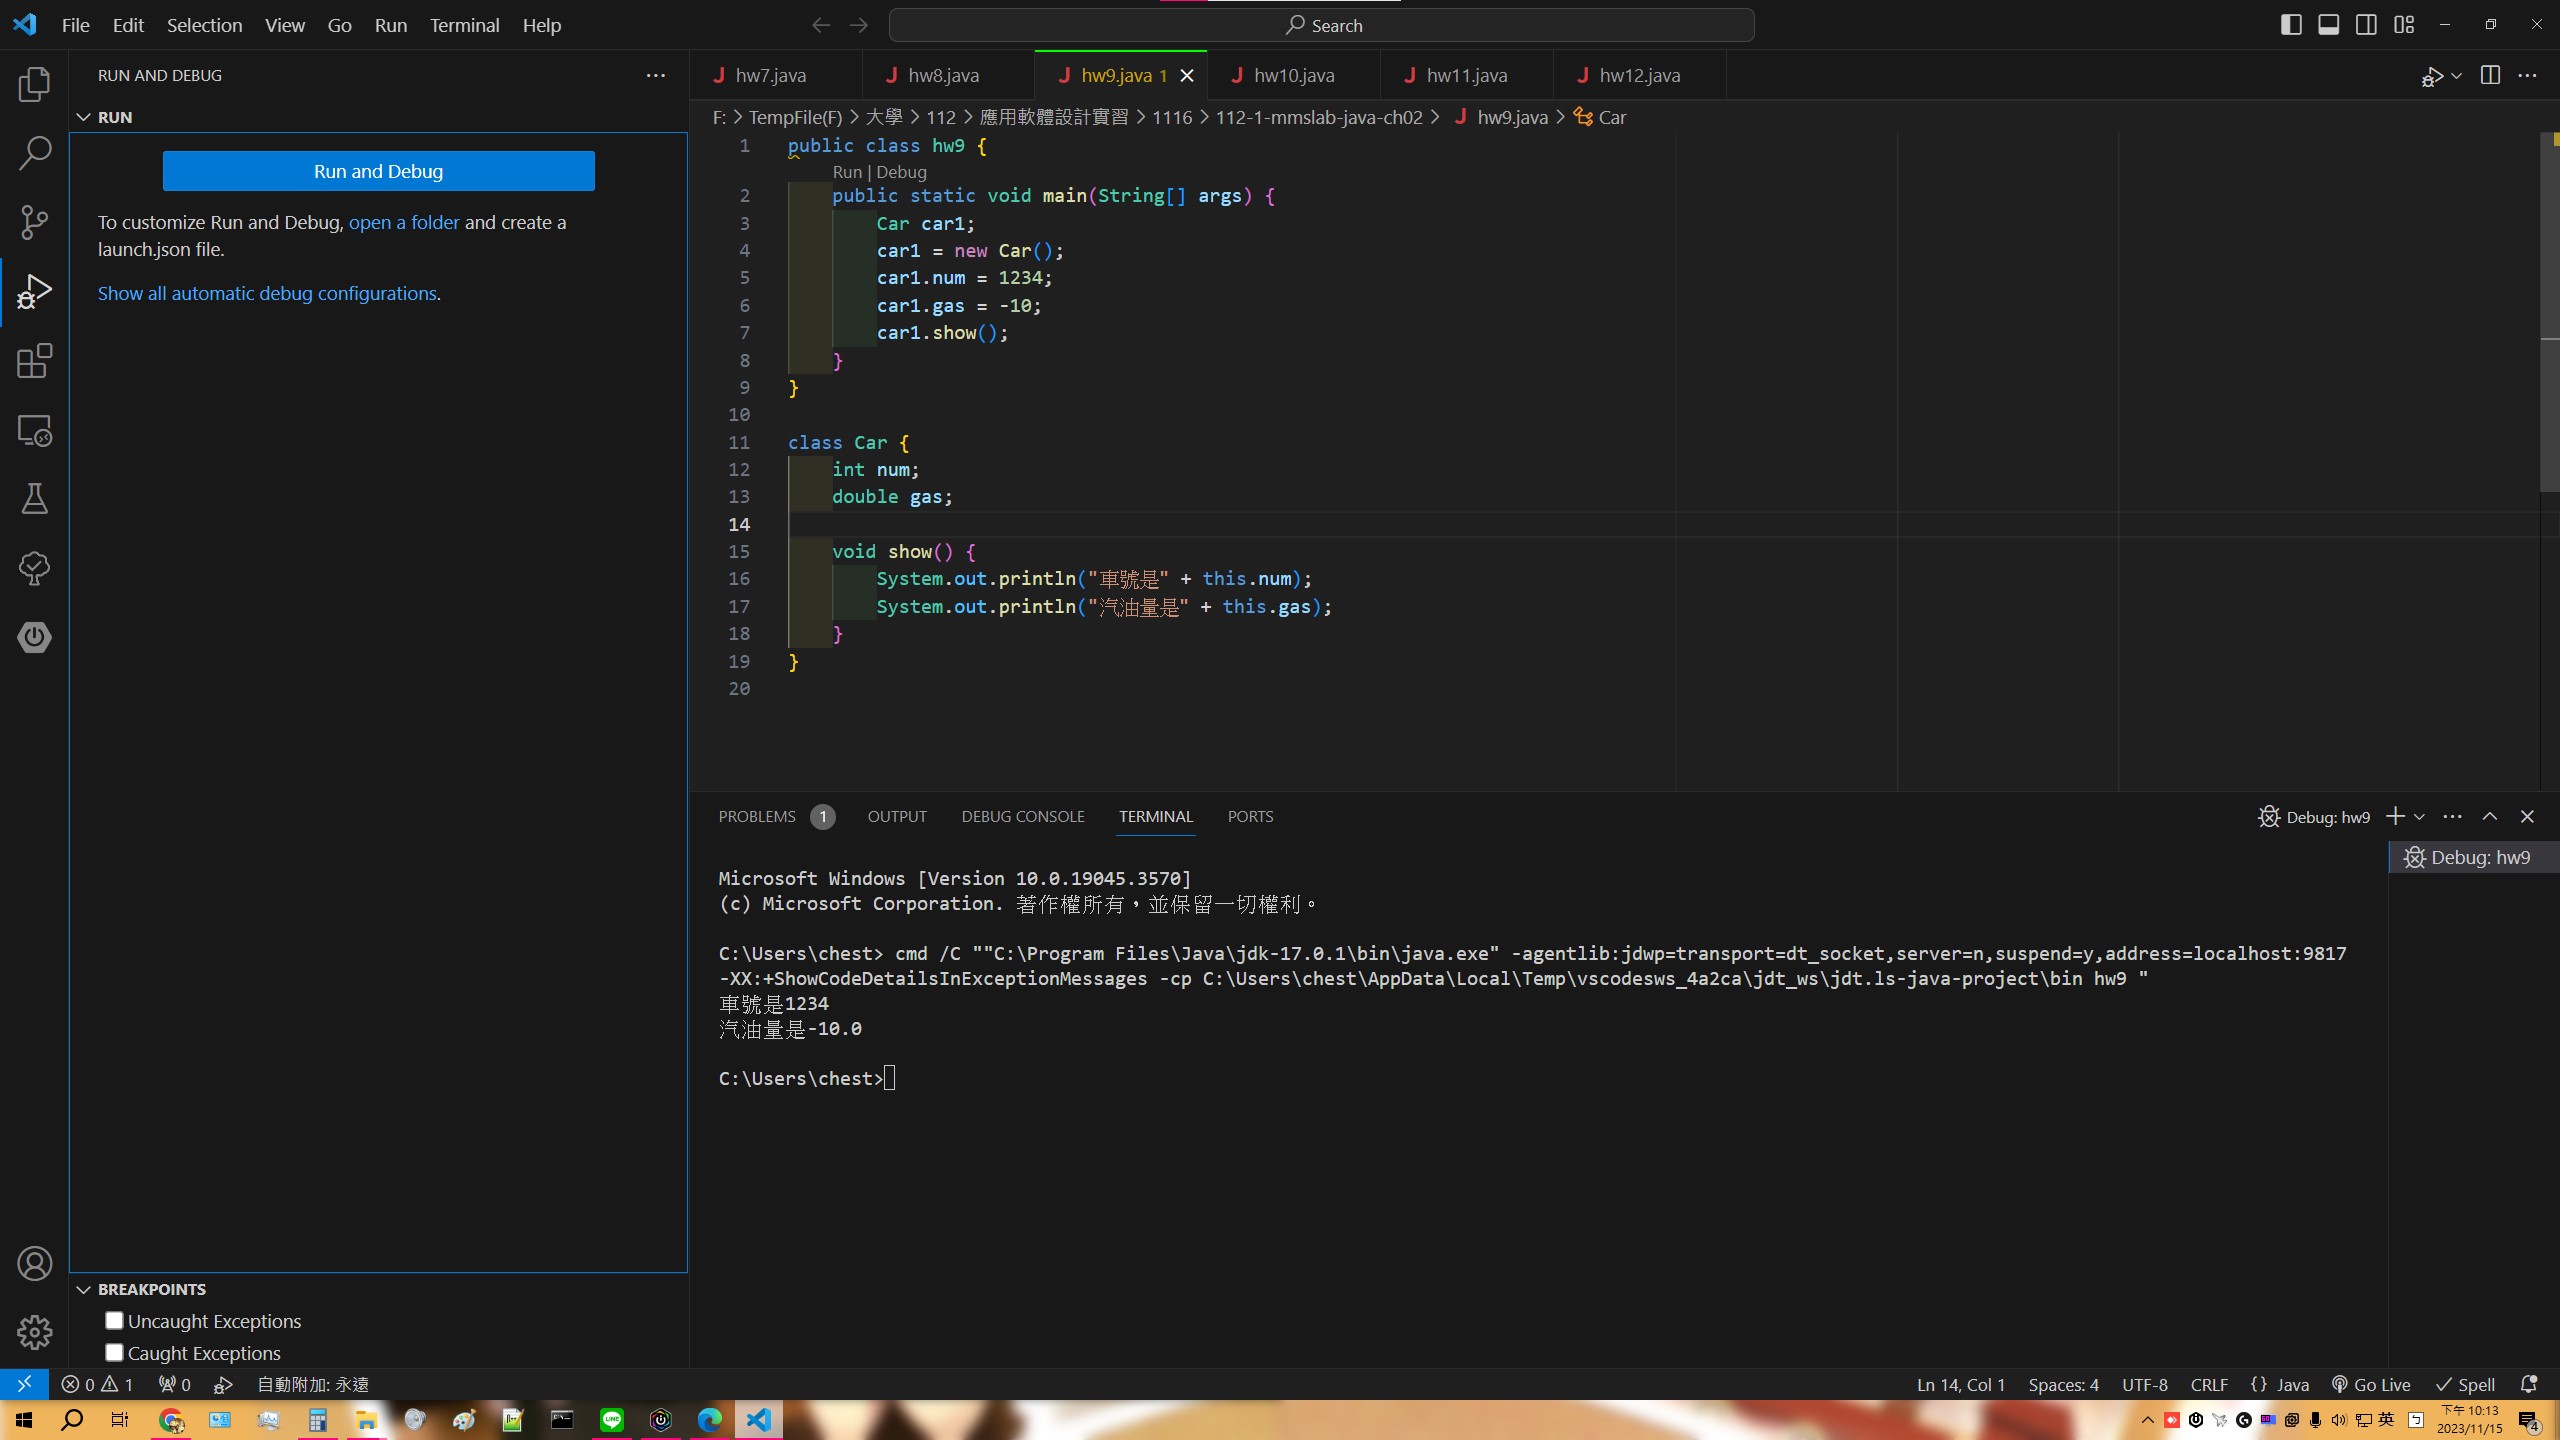 File Edit Selection View Go Run Terminal Help
Search
RUN AND DEBUG
RUN
Run and Debug
To customize Run and Debug, open a folder and create a
launch.json file.
Show all automatic debug configurations.
BREAKPOINTS
Uncaught Exceptions
Caught Exceptions
hw7.java hw8.java hw9.java 1 hw10.java hw11.java hw12.java
F: > TempFile(F) > 大學 > 112 > 應用軟體設計實習 > 1116 > 112-1-mmslab-java-ch02 > hw9.java > Car
1 public class hw9 {
Run | Debug
2 public static void main(String[] args) {
3 Car car1;
4 car1 = new Car();
5 car1.num = 1234;
6 car1.gas = -10;
7 car1.show();
8 }
9 }
10
11 class Car {
12 int num;
13 double gas;
14
15 void show() {
16 System.out.println("車號是" + this.num);
17 System.out.println("汽油量是" + this.gas);
18 }
19 }
20
PROBLEMS 1 OUTPUT DEBUG CONSOLE TERMINAL PORTS
Debug: hw9
Debug: hw9
Microsoft Windows [Version 10.0.19045.3570]
(c) Microsoft Corporation. 著作權所有，並保留一切權利。
C:\Users\chest> cmd /C ""C:\Program Files\Java\jdk-17.0.1\bin\java.exe" -agentlib:jdwp=transport=dt_socket,server=n,suspend=y,address=localhost:9817
-XX:+ShowCodeDetailsInExceptionMessages -cp C:\Users\chest\AppData\Local\Temp\vscodesws_4a2ca\jdt_ws\jdt.ls-java-project\bin hw9 "
車號是1234
汽油量是-10.0
C:\Users\chest>
0 1 0 自動附加: 永遠
Ln 14, Col 1 Spaces: 4 UTF-8 CRLF {} Java Go Live Spell
英 ㄅ
下午 10:13
2023/11/15
4